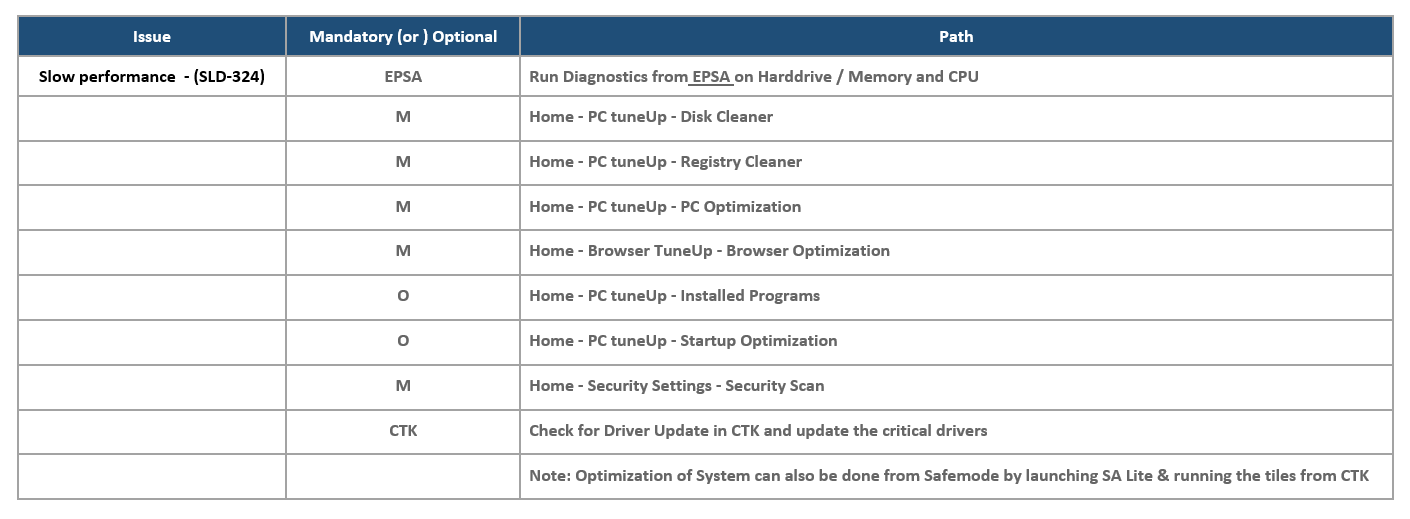 Issue Mandatory (or ) Optional Path
Slow performance - (SLD-324) EPSA Run Diagnostics from EPSA on Harddrive / Memory and CPU
M Home - PC tuneUp - Disk Cleaner
M Home - PC tuneUp - Registry Cleaner
M Home - PC tuneUp - PC Optimization
M Home - Browser TuneUp - Browser Optimization
O Home - PC tuneUp - Installed Programs
O Home - PC tuneUp - Startup Optimization
M Home - Security Settings - Security Scan
CTK Check for Driver Update in CTK and update the critical drivers
Note: Optimization of System can also be done from Safemode by launching SA Lite & running the tiles from CTK